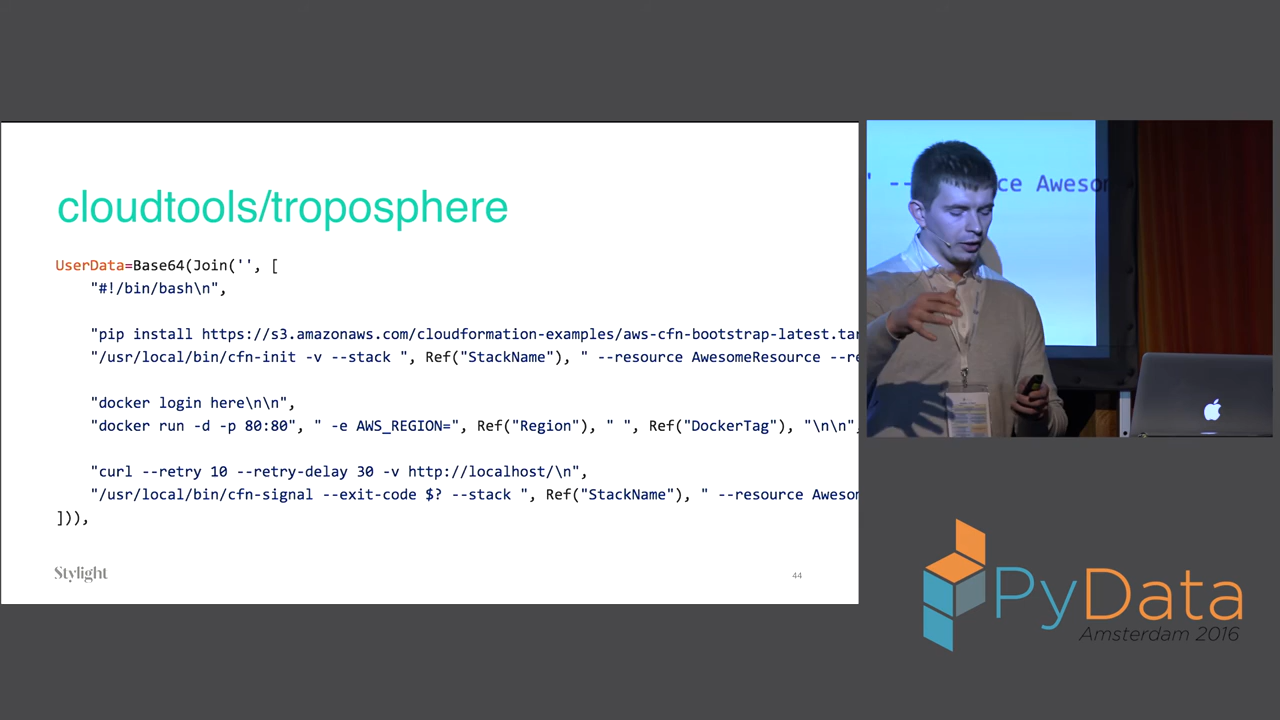 cloudtools/troposphere
UserData=Base64(Join('', [
"#!/bin/bash\n",
"pip install https://s3.amazonaws.com/cloudformation-examples/aws-cfn-bootstrap-latest.tar
"/usr/local/bin/cfn-init -v --stack ", Ref("StackName"), " --resource AwesomeResource --re
"docker login here\n\n",
"docker run -d -p 80:80", " -e AWS_REGION=", Ref("Region"), " ", Ref("DockerTag"), "\n\n",
"curl --retry 10 --retry-delay 30 -v http://localhost/\n",
"/usr/local/bin/cfn-signal --exit-code $? --stack ", Ref("StackName"), " --resource Aweson
])),
Stylight
44
" -- ce Aweso
PyData
Amsterdam 2016